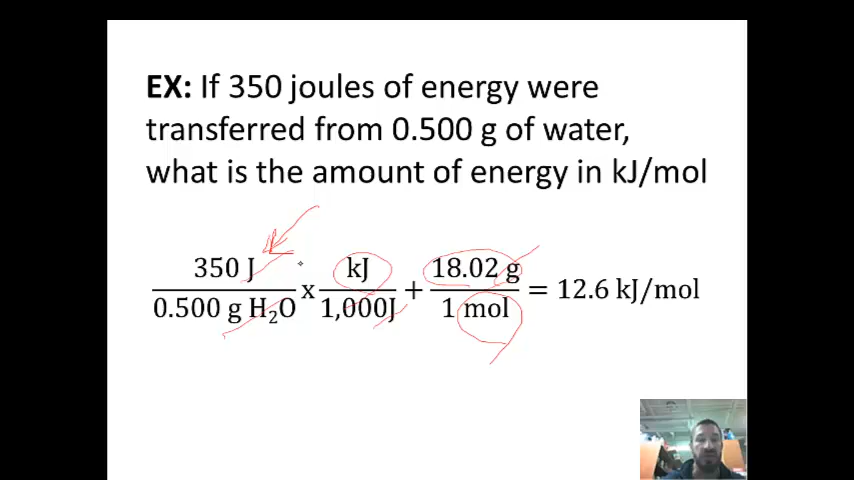 EX: If 350 joules of energy were
transferred from 0.500 g of water,
what is the amount of energy in kJ/mol
350 J / 0.500 g H₂O x kJ / 1,000J + 18.02 g / 1 mol = 12.6 kJ/mol